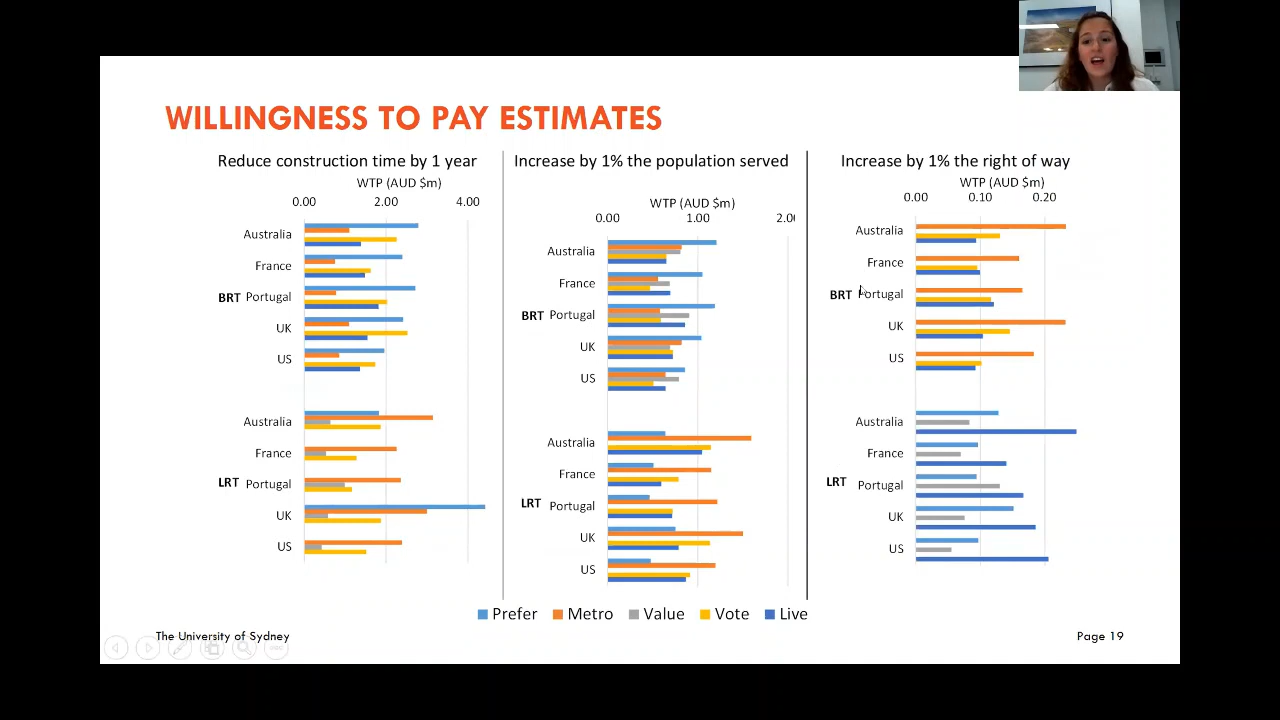 WILLINGNESS TO PAY ESTIMATES
Reduce construction time by 1 year
WTP (AUD $m)
0.00 2.00 4.00
Australia
France
BRT Portugal
UK
US
Australia
France
LRT Portugal
UK
US
Increase by 1% the population served
WTP (AUD $m)
0.00 1.00 2.0
Australia
France
BRT Portugal
UK
US
Australia
France
LRT Portugal
UK
US
Increase by 1% the right of way
WTP (AUD $m)
0.00 0.10 0.20
Australia
France
BRT Portugal
UK
US
Australia
France
LRT Portugal
UK
US
Prefer Metro Value Vote Live
The University of Sydney
Page 19